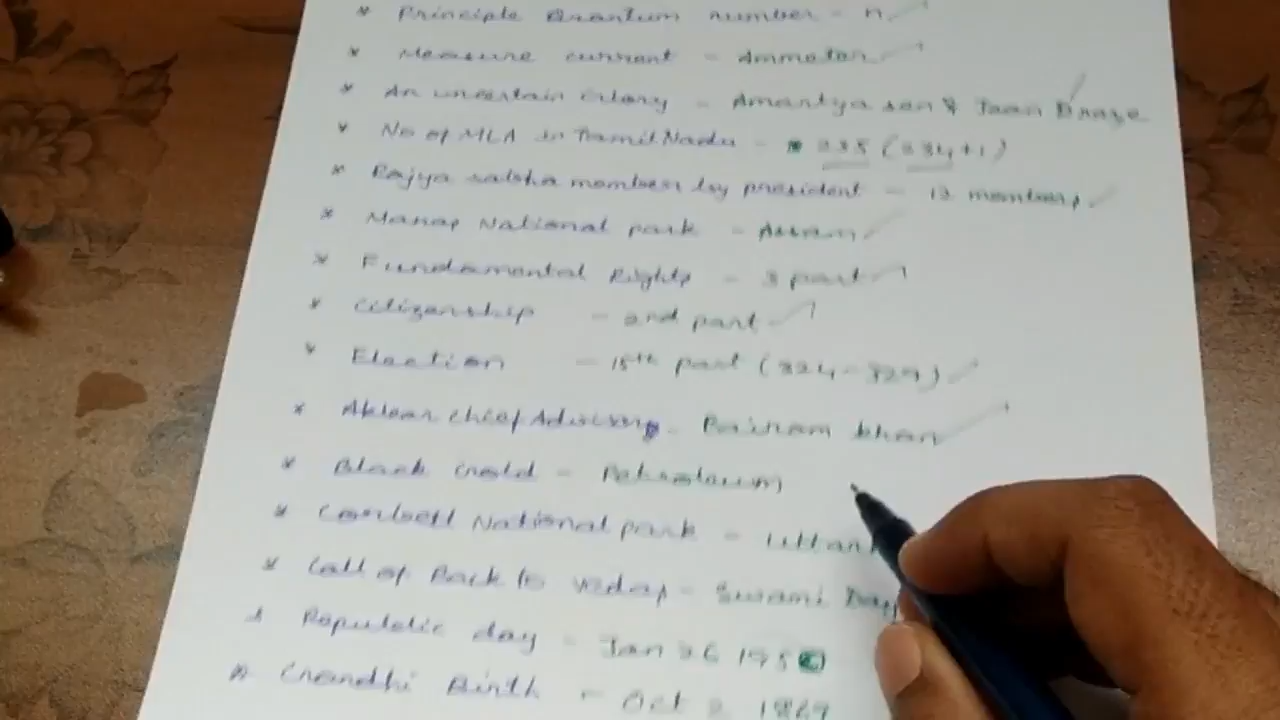 * Principle Quantum number - n
* Measure current - Ammeter
* An uncertain Glory - Amartya sen & Jean Dreze
* No of MLA in Tamil Nadu - 235 (234+1)
* Rajya sabha members by president - 12 members
* Manas National park - Assam
* Fundamental Rights - 3 part
* Citizenship - 2nd part
* Election - 15th part (324-329)
* Akbar chief Advisory - Bairam khan
* Black Gold - Petroleum
* Corbett National park -
* Call of Back to vedas - Swami
* Republic day - Jan 26 1950
* Gandhi Birth - Oct 2 1869